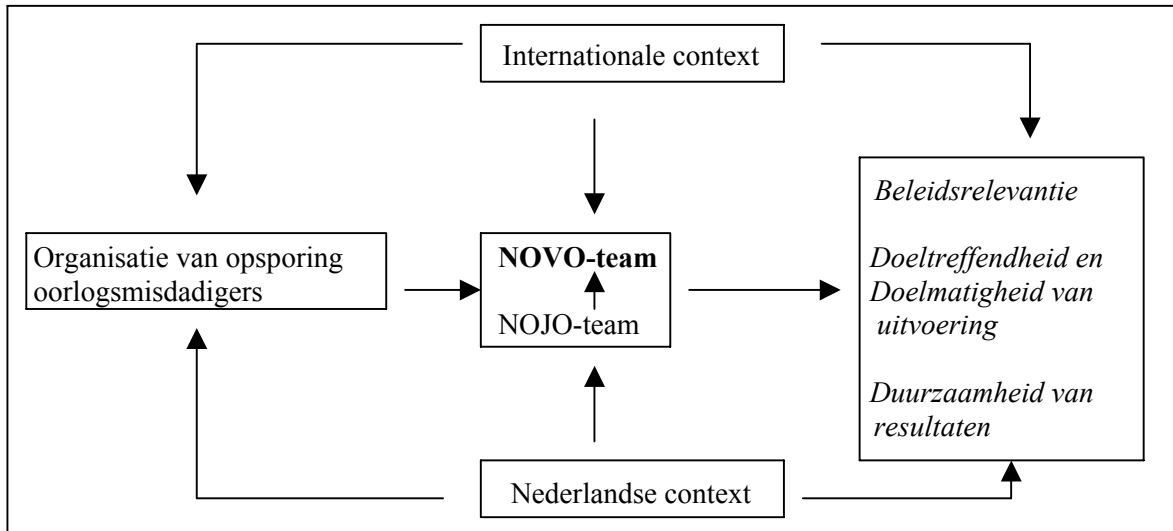 Internationale context
Organisatie van opsporing
oorlogsmisdadigers
NOVO-team
NOJO-team
Beleidsrelevantie
Doeltreffendheid en
Doelmatigheid van
uitvoering
Duurzaamheid van
resultaten
Nederlandse context